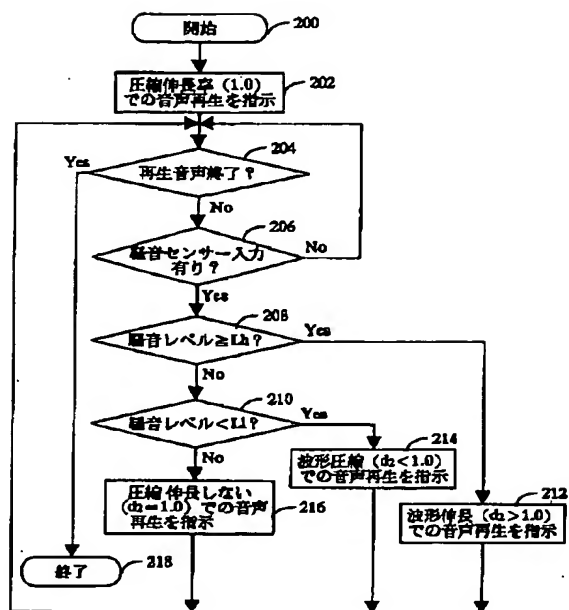 開始
200
圧縮伸長率（1.0）
での音声再生を指示
202
204
Yes
再生音声終了？
No
206
騒音センサー入力
有り？
No
Yes
208
騒音レベル≧Lh？
Yes
No
210
騒音レベル＜Ll？
Yes
No
214
波形圧縮（d2＜1.0）
での音声再生を指示
圧縮伸長しない
（d2＝1.0）での音声
再生を指示
216
212
波形伸長（d2＞1.0）
での音声再生を指示
終了
218